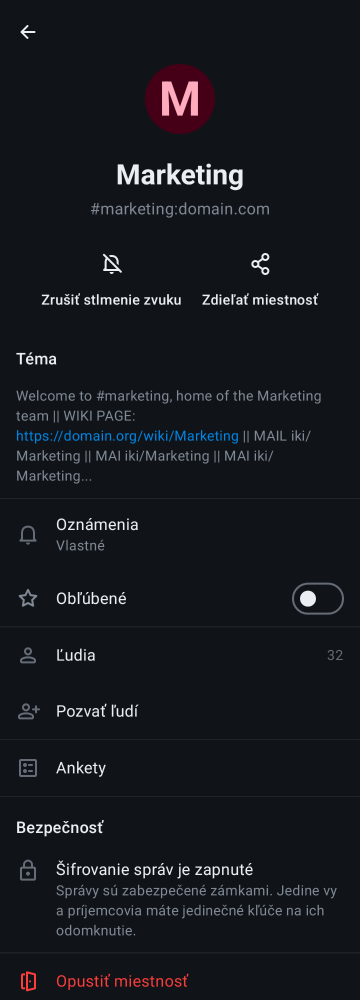 M
Marketing
#marketing:domain.com
Zrušiť stlmenie zvuku
Zdieľať miestnosť
Téma
Welcome to #marketing, home of the Marketing
team || WIKI PAGE:
https://domain.org/wiki/Marketing || MAIL iki/
Marketing || MAI iki/Marketing || MAI iki/
Marketing...
Oznámenia
Vlastné
Obľúbené
Ľudia 32
Pozvať ľudí
Ankety
Bezpečnosť
Šifrovanie správ je zapnuté
Správy sú zabezpečené zámkami. Jedine vy
a príjemcovia máte jedinečné kľúče na ich
odomknutie.
Opustiť miestnosť